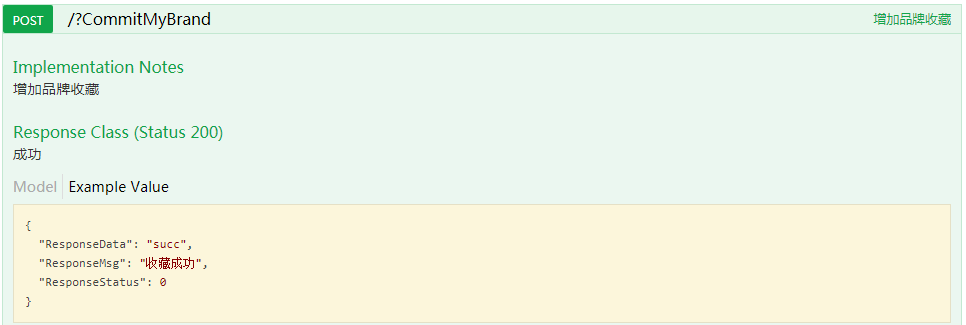 POST /?CommitMyBrand 增加品牌收藏
Implementation Notes
增加品牌收藏
Response Class (Status 200)
成功
Model Example Value
{
"ResponseData": "succ",
"ResponseMsg": "收藏成功",
"ResponseStatus": 0
}